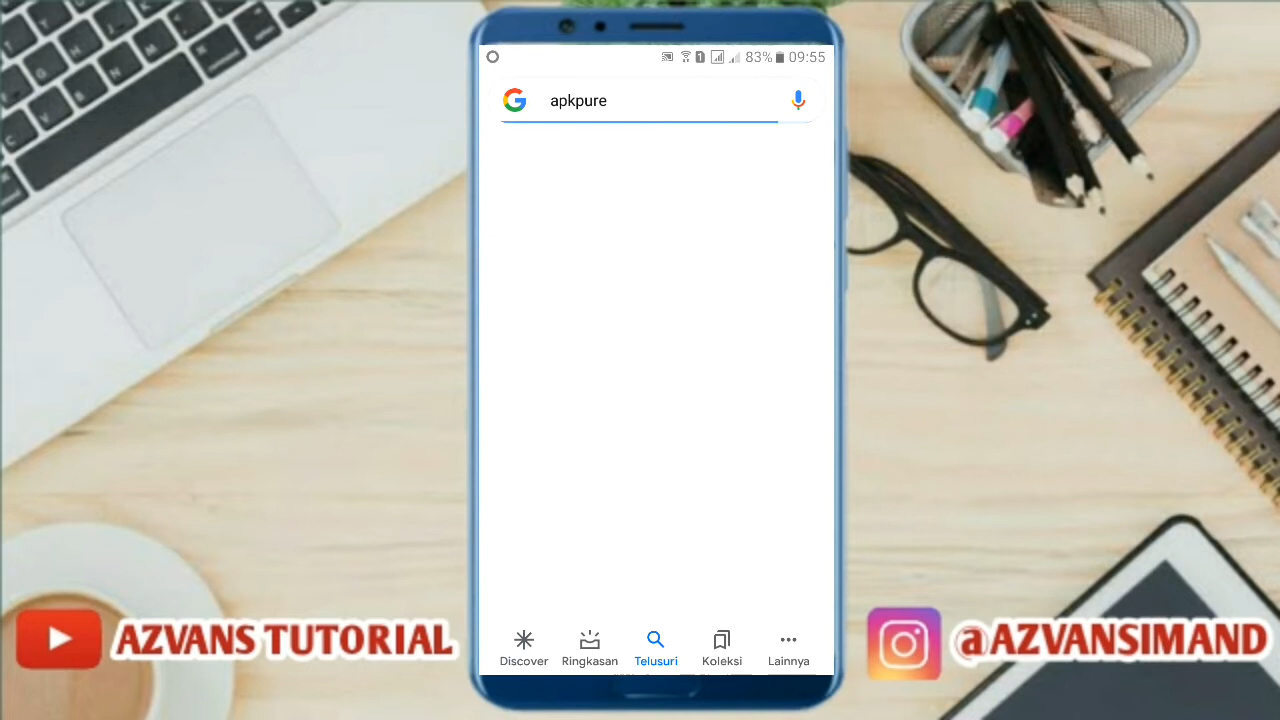 83% 09:55
apkpure
Discover Ringkasan Telusuri Koleksi Lainnya
AZVANS TUTORIAL
@AZVANSIMAND